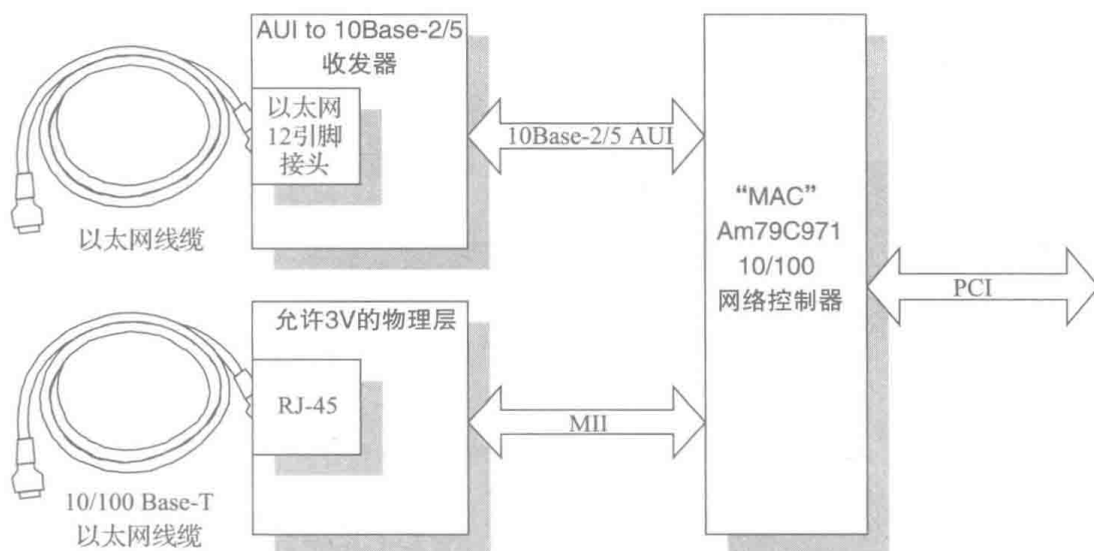 AUI to 10Base-2/5
收发器
以太网
12引脚
接头
以太网线缆
10Base-2/5 AUI
“MAC”
Am79C971
10/100
网络控制器
PCI
允许3V的物理层
RJ-45
MII
10/100 Base-T
以太网线缆